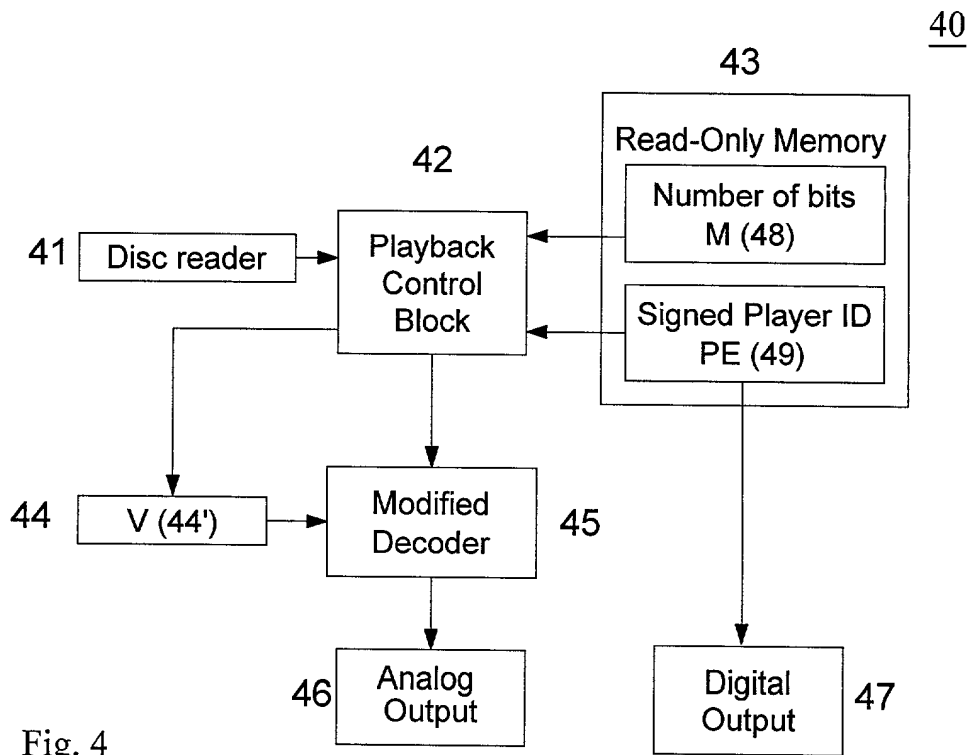 40
43
Read-Only Memory
42
Number of bits
M (48)
41
Disc reader
Playback
Control
Block
Signed Player ID
PE (49)
44
V (44')
Modified
Decoder
45
46
Analog
Output
Digital
Output
47
Fig. 4